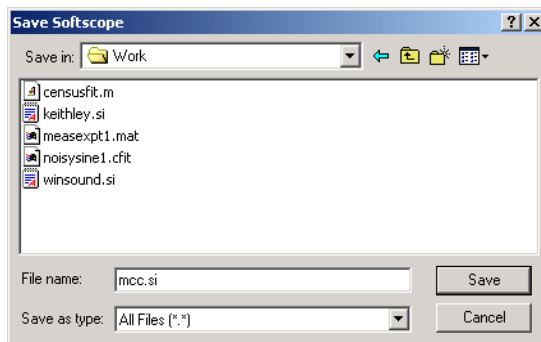 Save Softscope
Save in: Work
censusfit.m
keithley.si
measexpt1.mat
noisysine1.cfit
winsound.si
File name: mcc.si Save
Save as type: All Files (*.*) Cancel